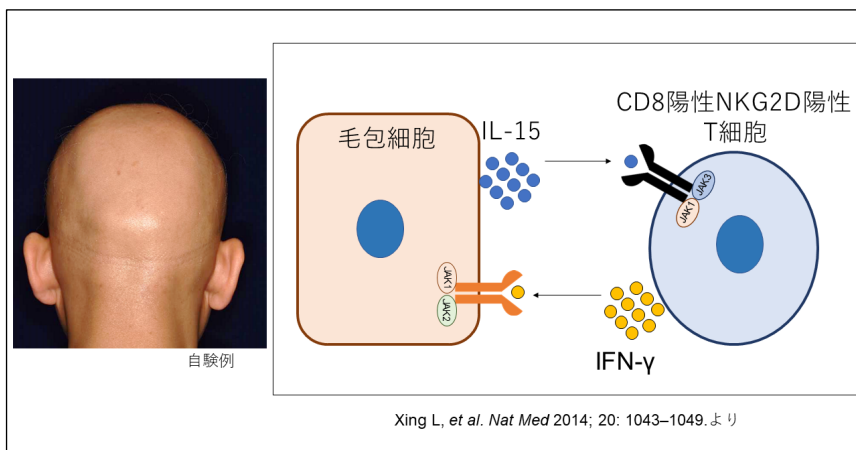 自験例
毛包細胞
IL-15
CD8陽性NKG2D陽性
T細胞
JAK3
JAK1
JAK1
JAK2
IFN-γ
Xing L, et al. Nat Med 2014; 20: 1043–1049.より